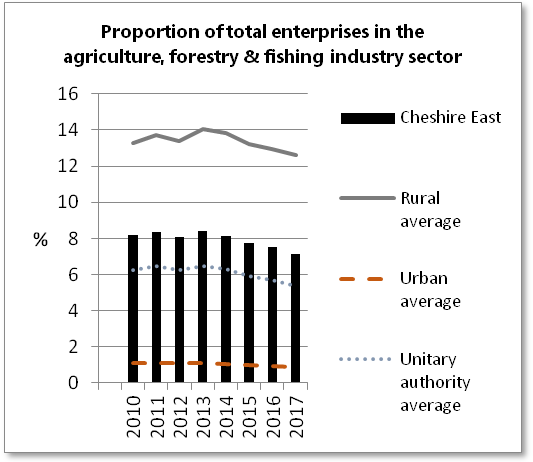 Proportion of total enterprises in the
agriculture, forestry & fishing industry sector
16
14
12
10
8
6
4
2
0
%
2010
2011
2012
2013
2014
2015
2016
2017
Cheshire East
Rural
average
Urban
average
Unitary
authority
average